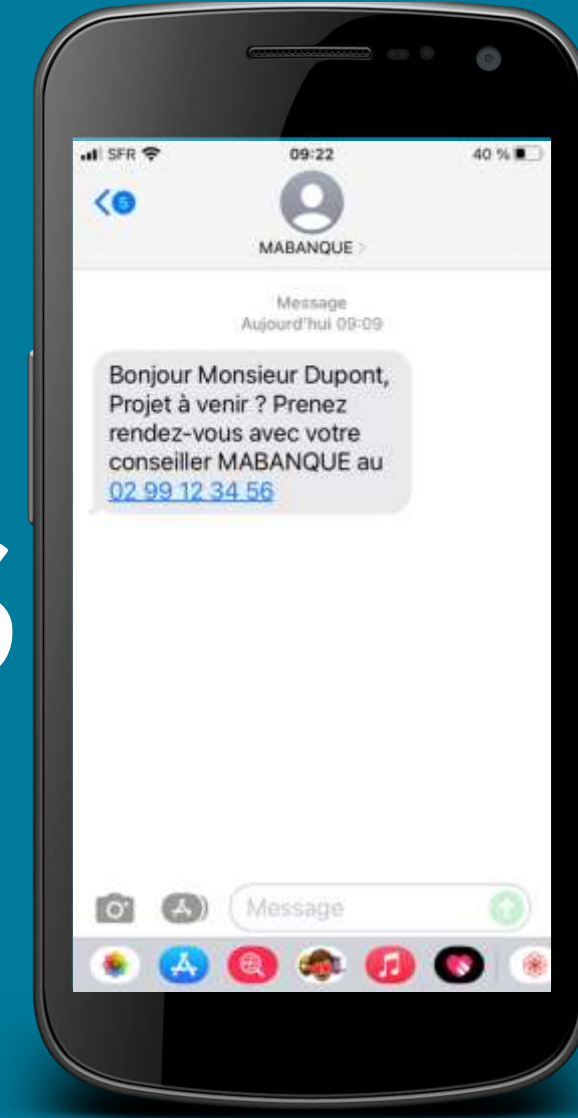 SFR
09:22
40 %
5
MABANQUE
Message
Aujourd'hui 09:09
Bonjour Monsieur Dupont,
Projet à venir ? Prenez
rendez-vous avec votre
conseiller MABANQUE au
02 99 12 34 56
Message